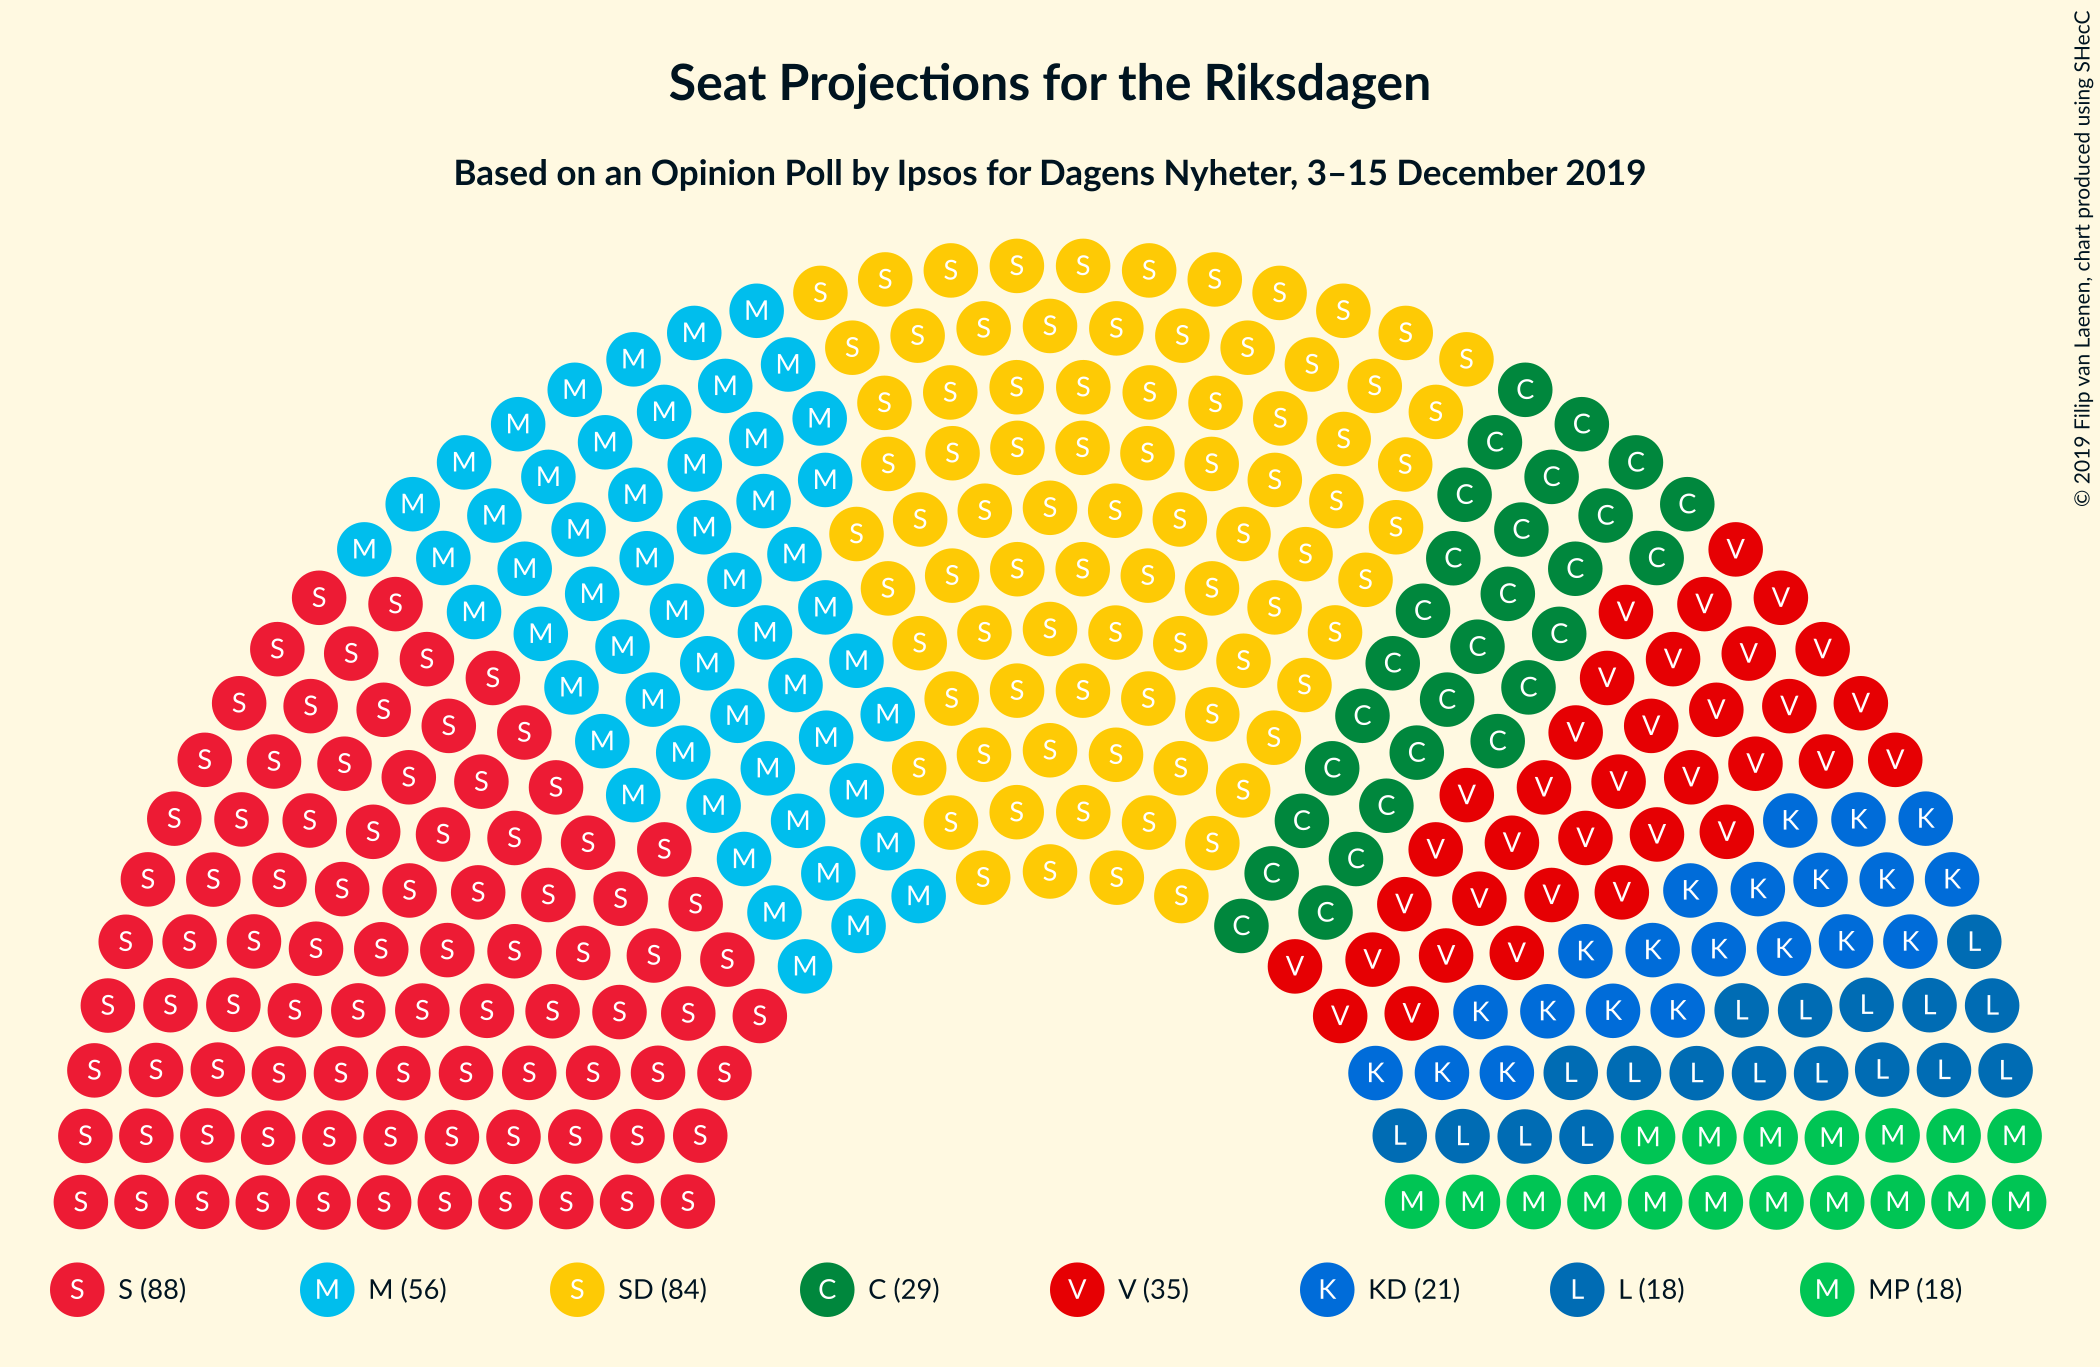 Seat Projections for the Riksdagen
Based on an Opinion Poll by Ipsos for Dagens Nyheter, 3–15 December 2019
© 2019 Filip van Laenen, chart produced using SHecC
S S (88) M M (56) S SD (84) C C (29) V V (35) K KD (21) L L (18) M MP (18)